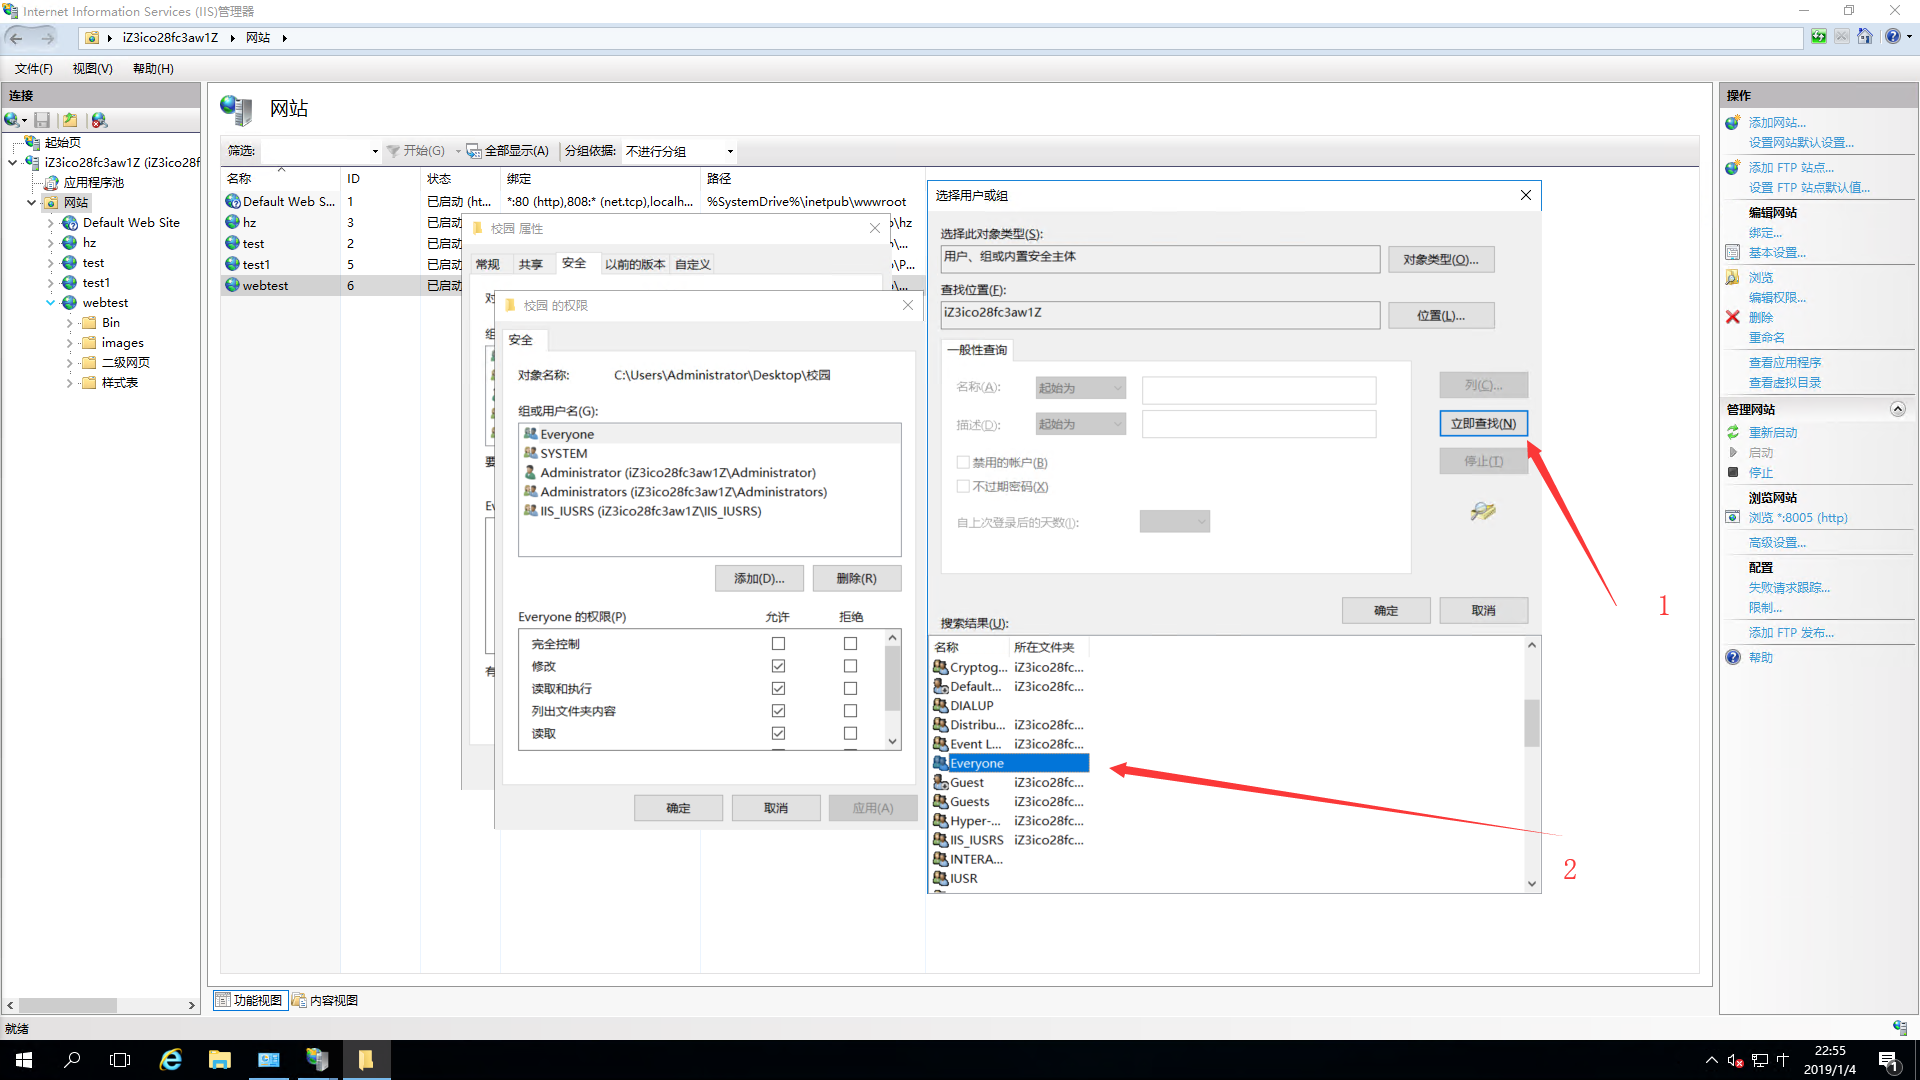 Internet Information Services (IIS)管理器
iZ3ico28fc3aw1Z
网站
文件(F)
视图(V)
帮助(H)
连接
起始页
iZ3ico28fc3aw1Z (iZ3ico28f
应用程序池
网站
Default Web Site
hz
test
test1
webtest
Bin
images
二级网页
样式表
网站
筛选:
开始(G)
全部显示(A)
分组依据:
不进行分组
名称
ID
状态
绑定
路径
Default Web S...
1
已启动 (ht...
*:80 (http),808:* (net.tcp),localh...
%SystemDrive%\inetpub\wwwroot
hz
3
已启动
\hz
test
2
已启动
\...
test1
5
已启动
\P...
webtest
6
已启动
\...
校园 属性
常规
共享
安全
以前的版本
自定义
校园 的权限
安全
对象名称:
C:\Users\Administrator\Desktop\校园
组或用户名(G):
Everyone
SYSTEM
Administrator (iZ3ico28fc3aw1Z\Administrator)
Administrators (iZ3ico28fc3aw1Z\Administrators)
IIS_IUSRS (iZ3ico28fc3aw1Z\IIS_IUSRS)
添加(D)...
删除(R)
Everyone 的权限(P)
允许
拒绝
完全控制
修改
读取和执行
列出文件夹内容
读取
确定
取消
应用(A)
选择用户或组
选择此对象类型(S):
用户、组或内置安全主体
对象类型(O)...
查找位置(F):
iZ3ico28fc3aw1Z
位置(L)...
一般性查询
名称(A):
起始为
描述(D):
起始为
禁用的帐户(B)
不过期密码(X)
自上次登录后的天数(I):
列(C)...
立即查找(N)
停止(T)
确定
取消
搜索结果(U):
名称
所在文件夹
Cryptog...
iZ3ico28fc...
Default...
iZ3ico28fc...
DIALUP
Distribu...
iZ3ico28fc...
Event L...
iZ3ico28fc...
Everyone
Guest
iZ3ico28fc...
Guests
iZ3ico28fc...
Hyper-...
iZ3ico28fc...
IIS_IUSRS
iZ3ico28fc...
INTERA...
IUSR
1
2
操作
添加网站...
设置网站默认设置...
添加 FTP 站点...
设置 FTP 站点默认值...
编辑网站
绑定...
基本设置...
浏览
编辑权限...
删除
重命名
查看应用程序
查看虚拟目录
管理网站
重新启动
启动
停止
浏览网站
浏览 *:8005 (http)
高级设置...
配置
失败请求跟踪...
限制...
添加 FTP 发布...
帮助
功能视图
内容视图
就绪
中
22:55
2019/1/4
1